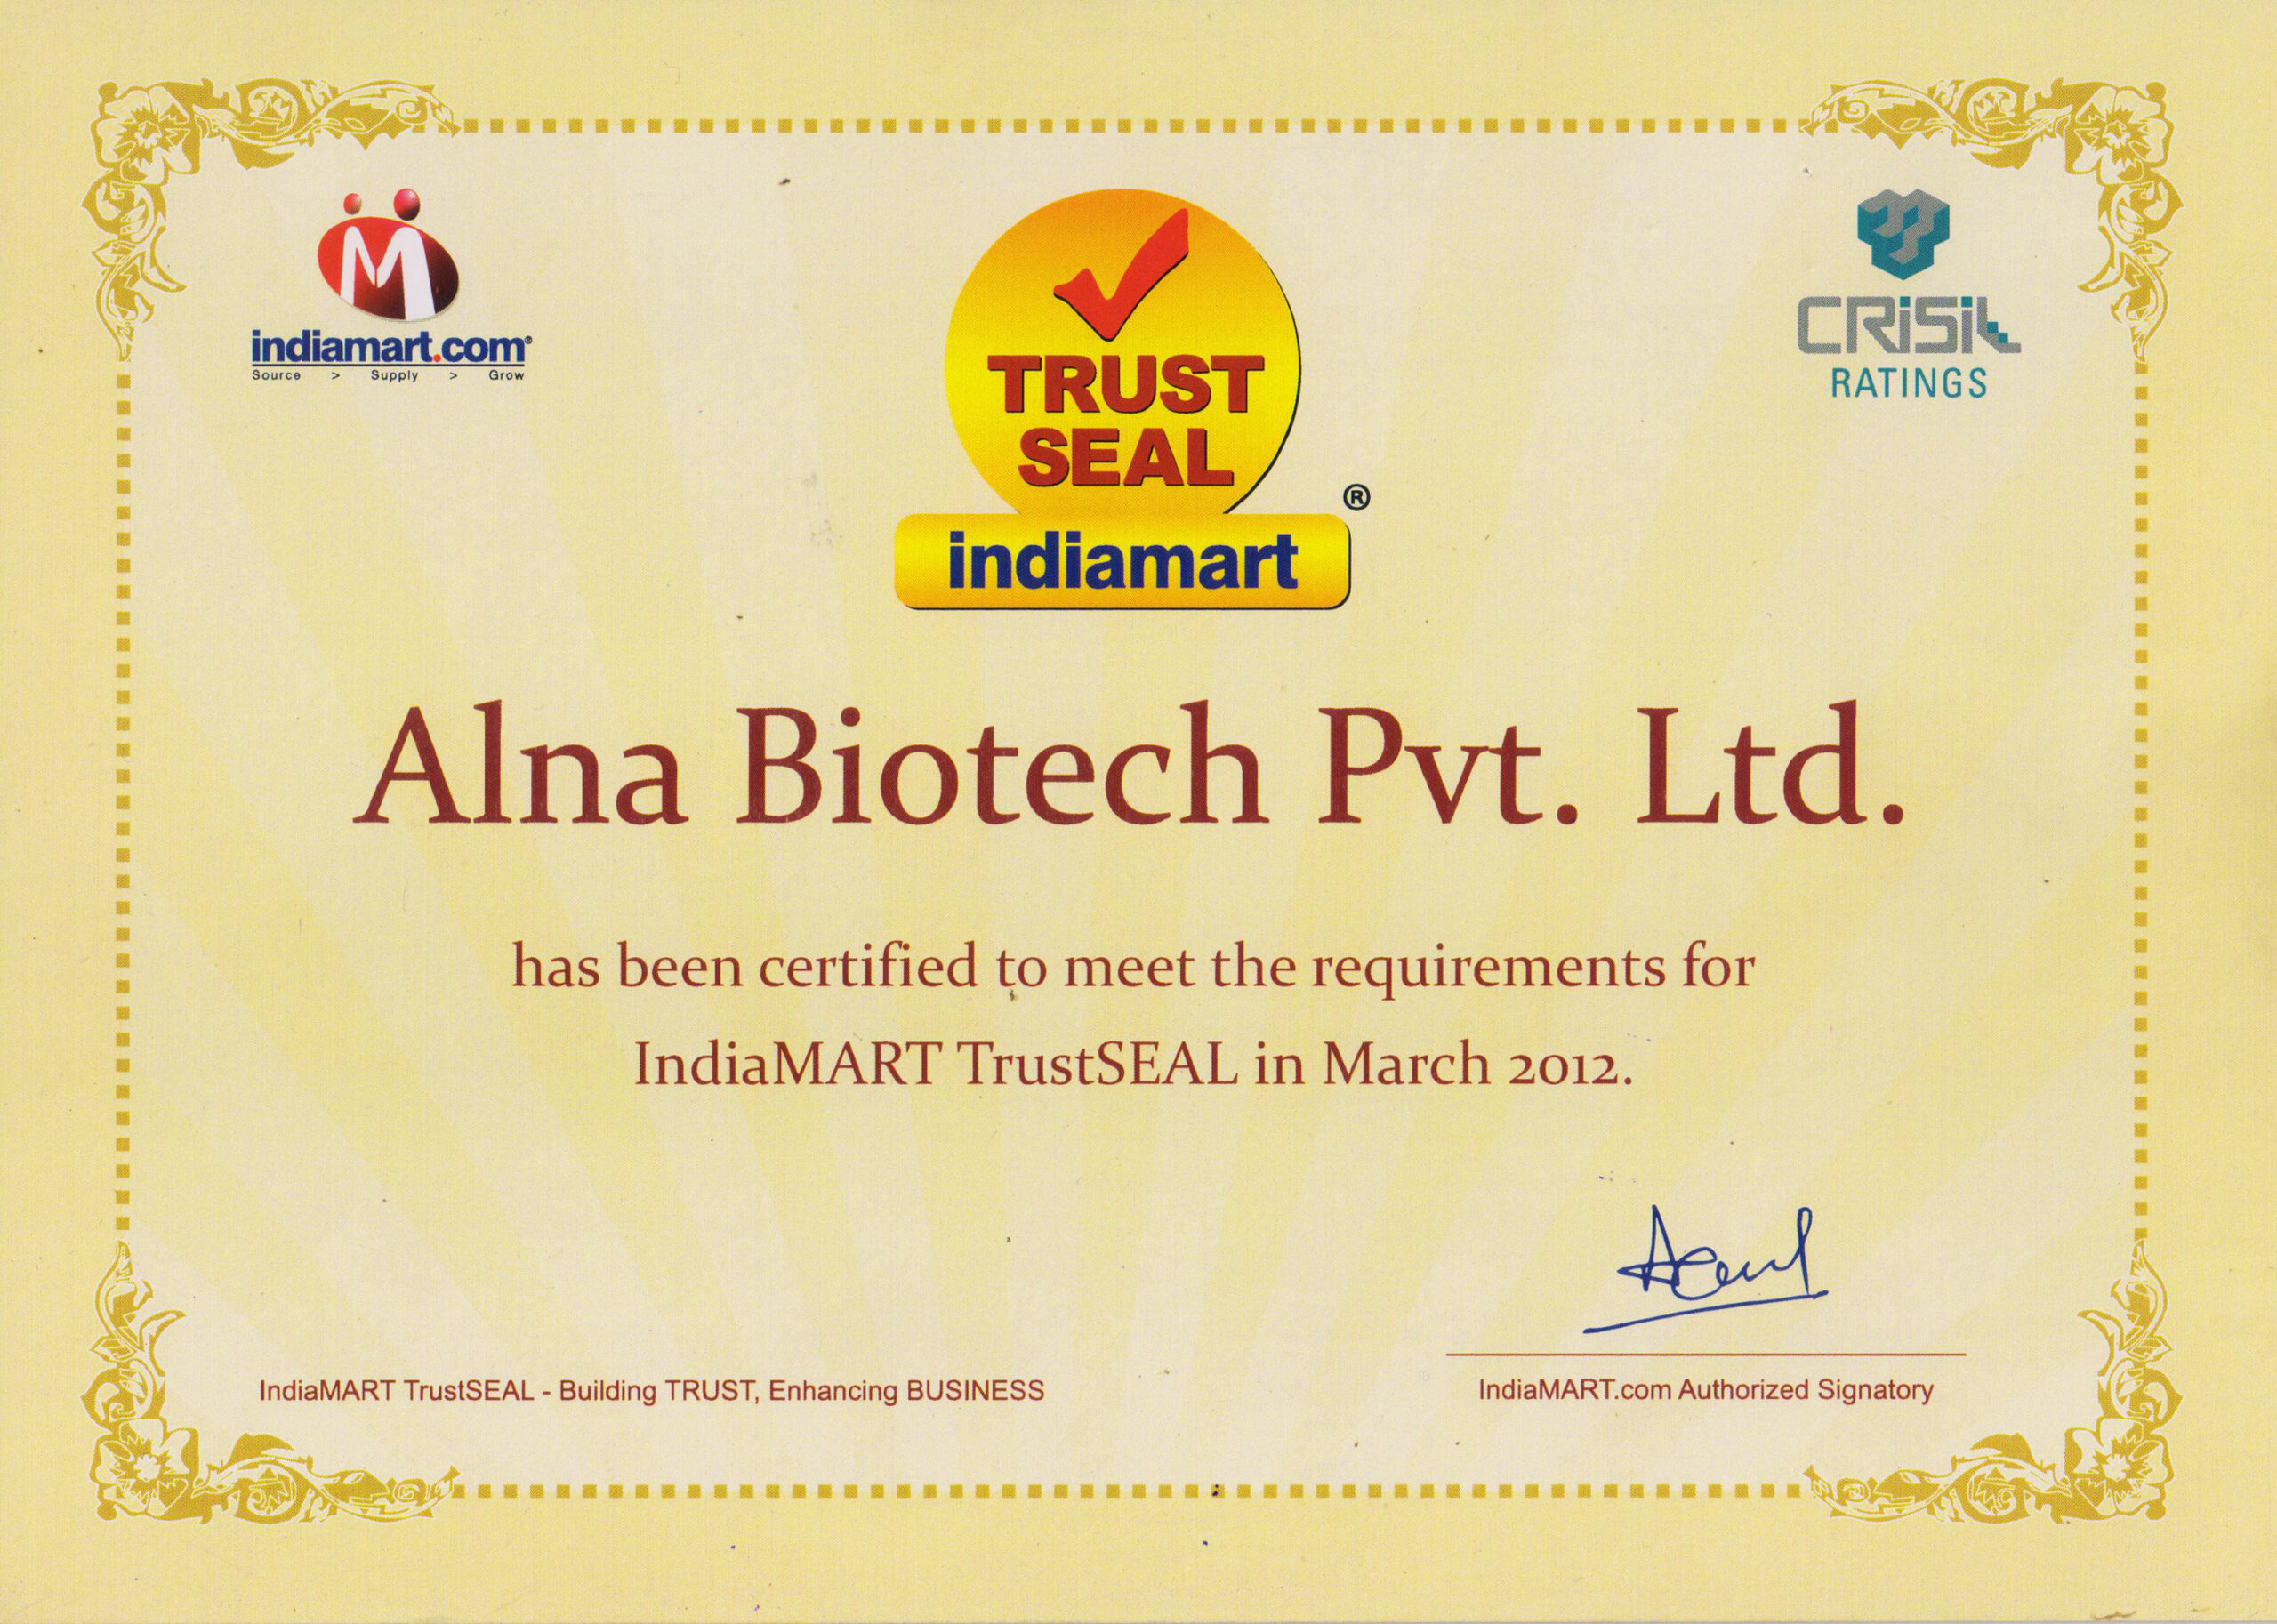 indiamart.com®
Source > Supply > Grow
TRUST
SEAL
®
indiamart
CRiSiL
RATINGS
Alna Biotech Pvt. Ltd.
has been certified to meet the requirements for
IndiaMART TrustSEAL in March 2012.
IndiaMART TrustSEAL - Building TRUST, Enhancing BUSINESS
IndiaMART.com Authorized Signatory